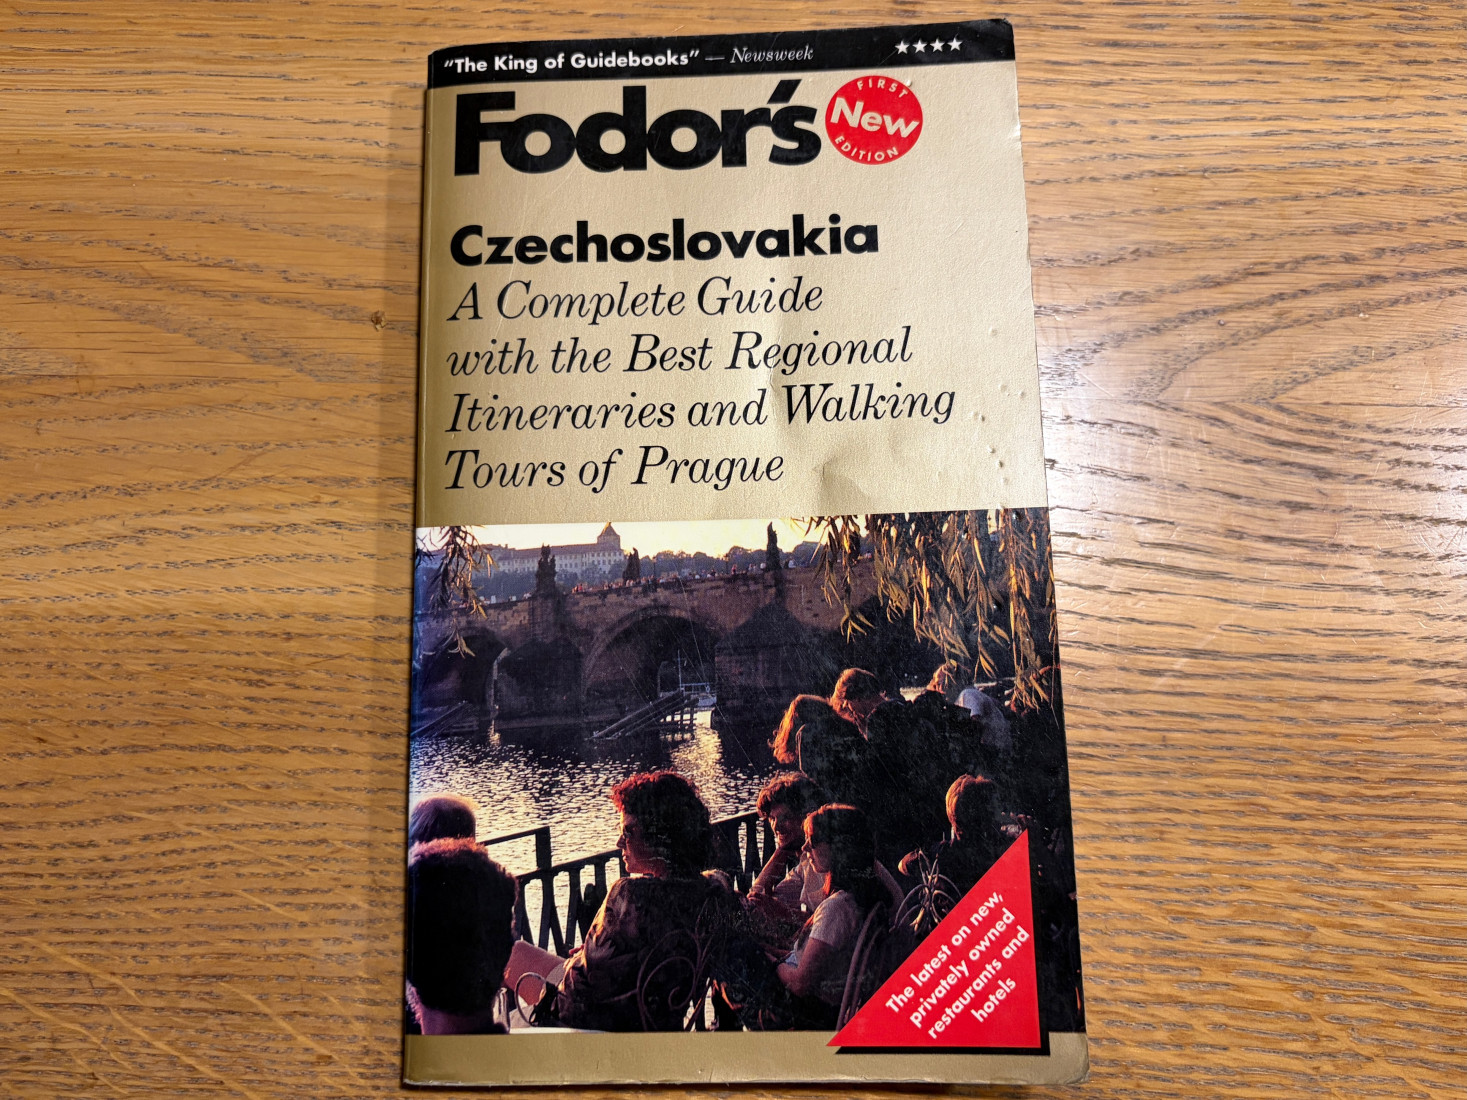 “The King of Guidebooks” — Newsweek
★★★★
Fodor's
FIRST
New
EDITION
Czechoslovakia
A Complete Guide
with the Best Regional
Itineraries and Walking
Tours of Prague
The latest on new,
privately owned
restaurants and
hotels